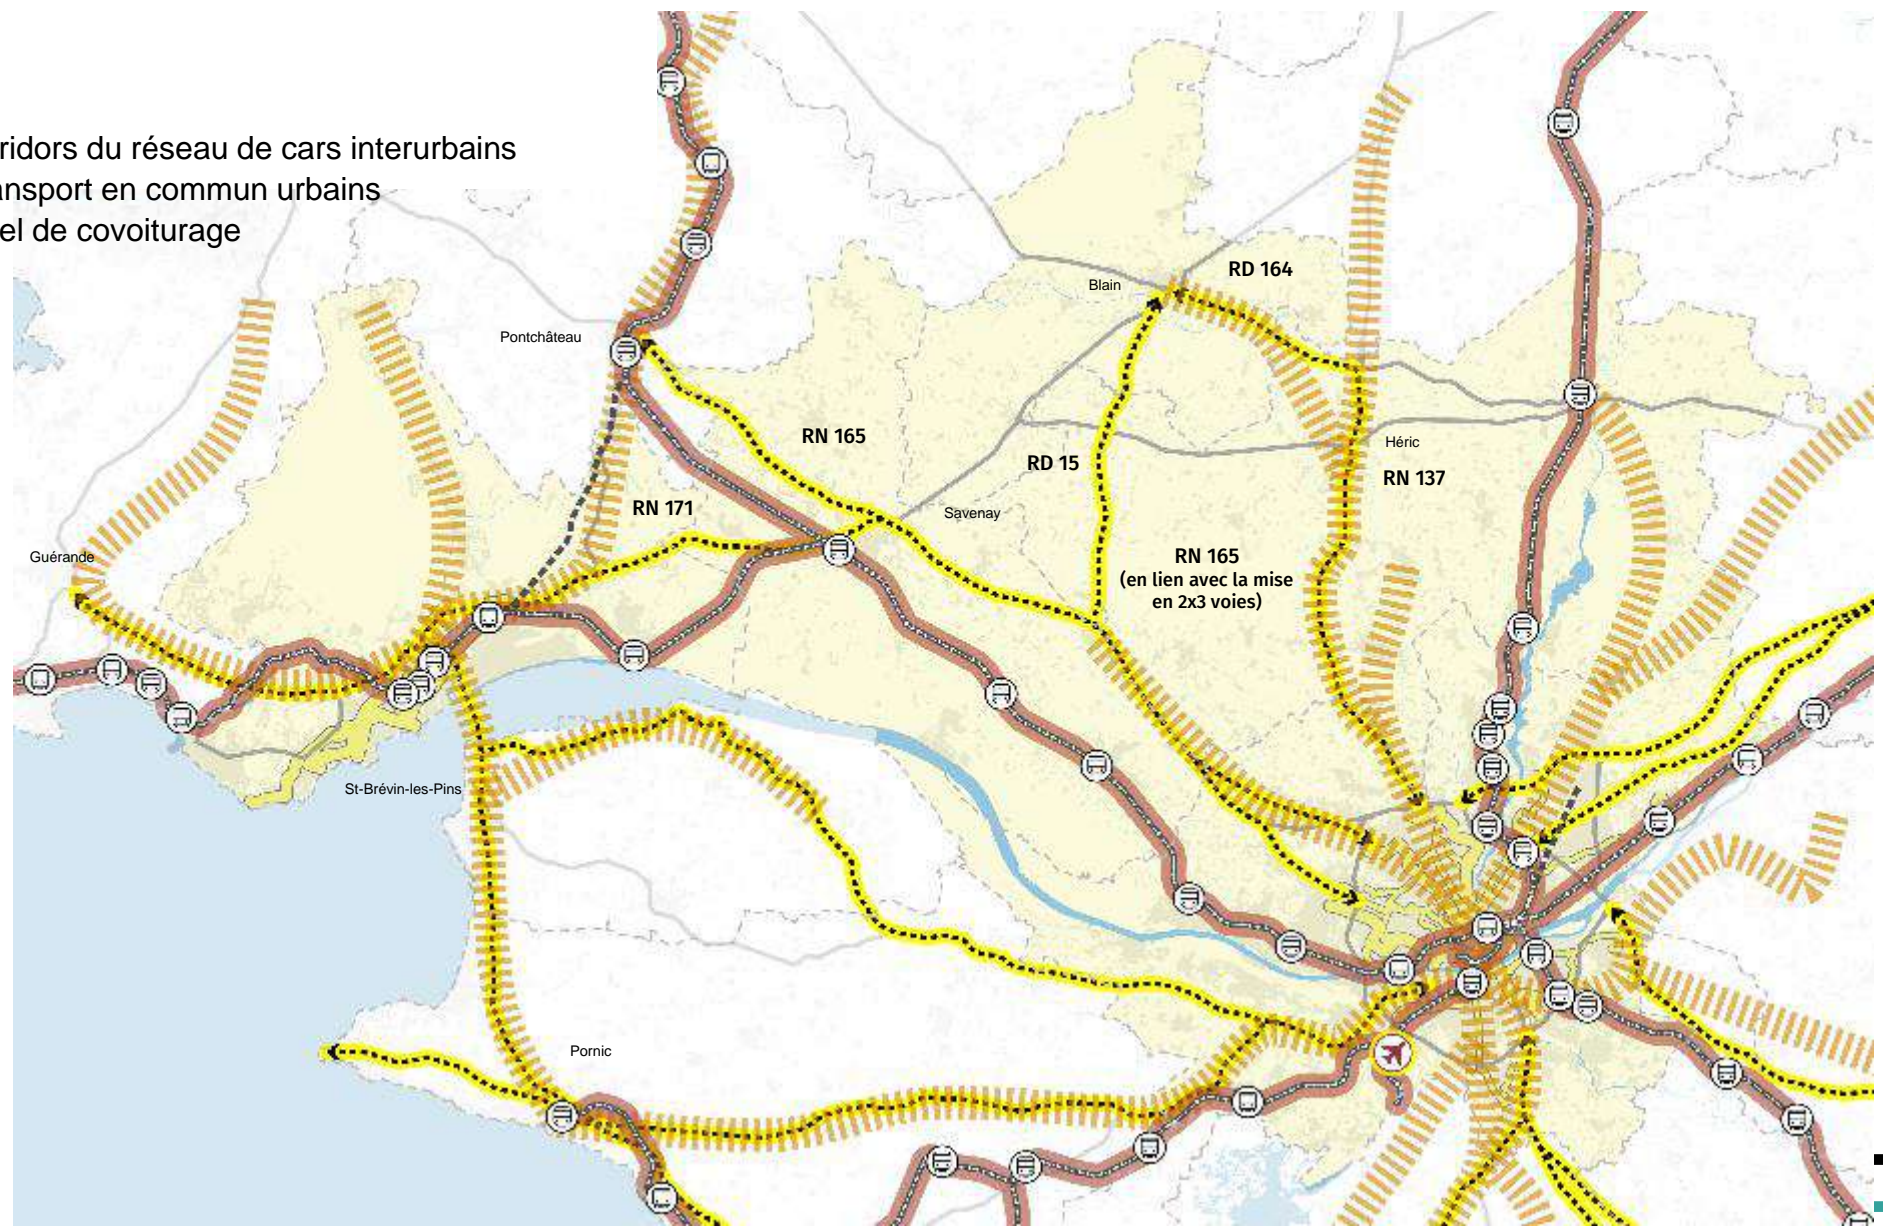 ridors du réseau de cars interurbains
ansport en commun urbains
el de covoiturage
RD 164
Blain
Pontchâteau
RN 165
Héric
RD 15
RN 137
RN 171
Savenay
Guérande
RN 165
(en lien avec la mise
en 2x3 voies)
St-Brévin-les-Pins
Pornic